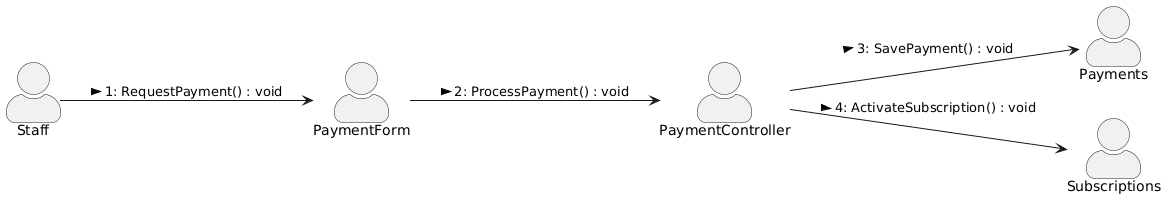 3: SavePayment() : void
Payments
1: RequestPayment() : void
2: ProcessPayment() : void
4: ActivateSubscription() : void
Staff
PaymentForm
PaymentController
Subscriptions